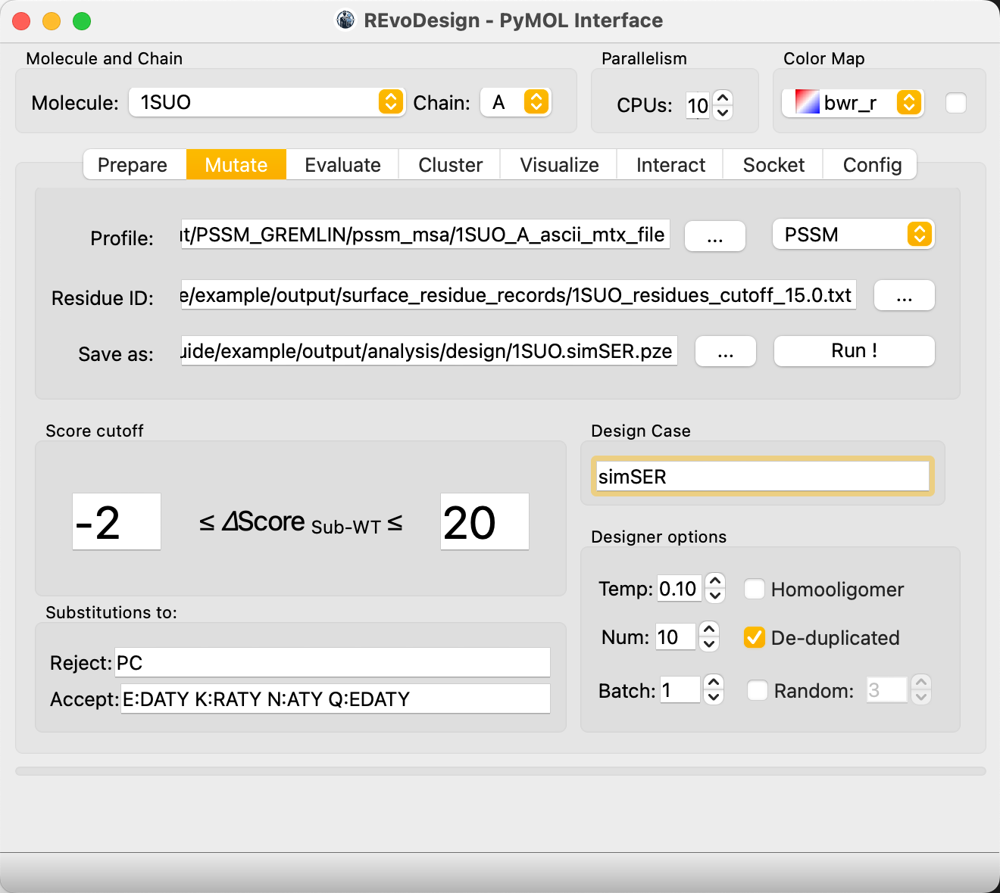 REvoDesign - PyMOL Interface
Molecule and Chain
Parallelism
Color Map
Molecule: 1SUO Chain: A
CPUs: 10
bwr_r
Prepare Mutate Evaluate Cluster Visualize Interact Socket Config
Profile: ut/PSSM_GREMLIN/pssm_msa/1SUO_A_ascii_mtx_file ... PSSM
Residue ID: e/example/output/surface_residue_records/1SUO_residues_cutoff_15.0.txt ...
Save as: uide/example/output/analysis/design/1SUO.simSER.pze ... Run !
Score cutoff
-2 ≤ ΔScore Sub-WT ≤ 20
Design Case
simSER
Designer options
Temp: 0.10 Homooligomer
Num: 10 De-duplicated
Batch: 1 Random: 3
Substitutions to:
Reject: PC
Accept: E:DATY K:RATY N:ATY Q:EDATY